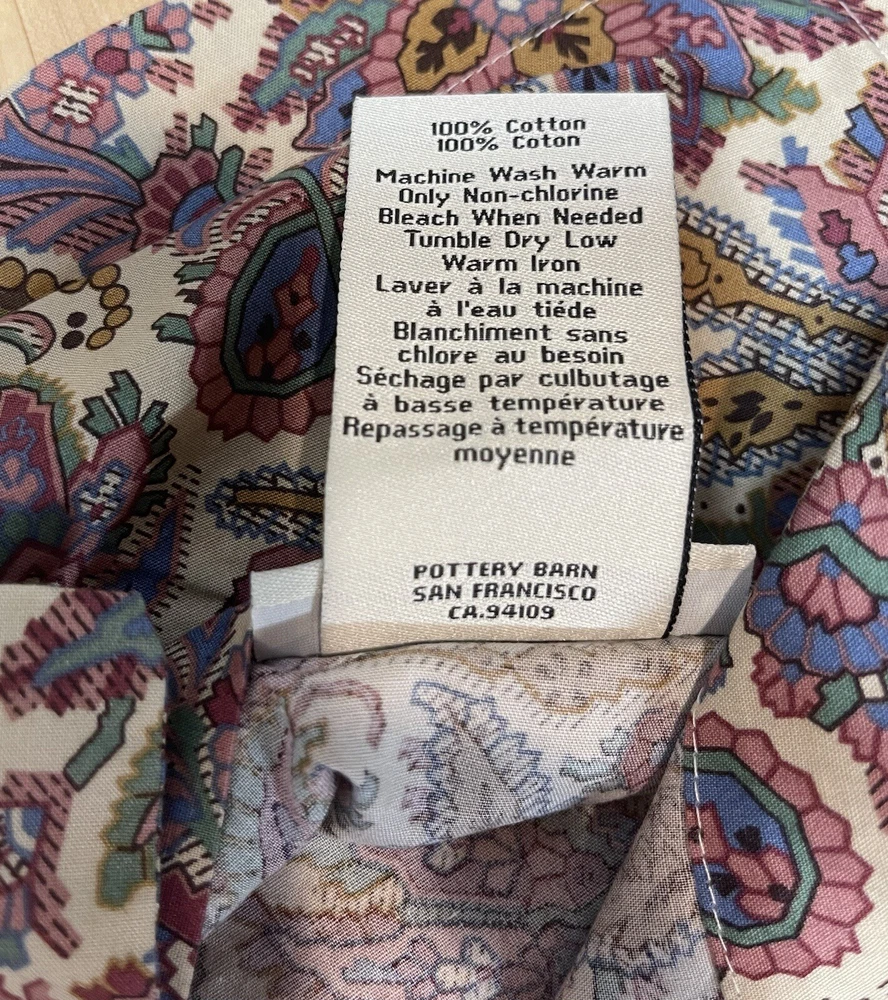 100% Cotton
100% Coton
Machine Wash Warm
Only Non-chlorine
Bleach When Needed
Tumble Dry Low
Warm Iron
Laver à la machine
à l'eau tiéde
Blanchiment sans
chlore au besoin
Séchage par culbutage
à basse température
Repassage à température
moyenne
POTTERY BARN
SAN FRANCISCO
CA.94109